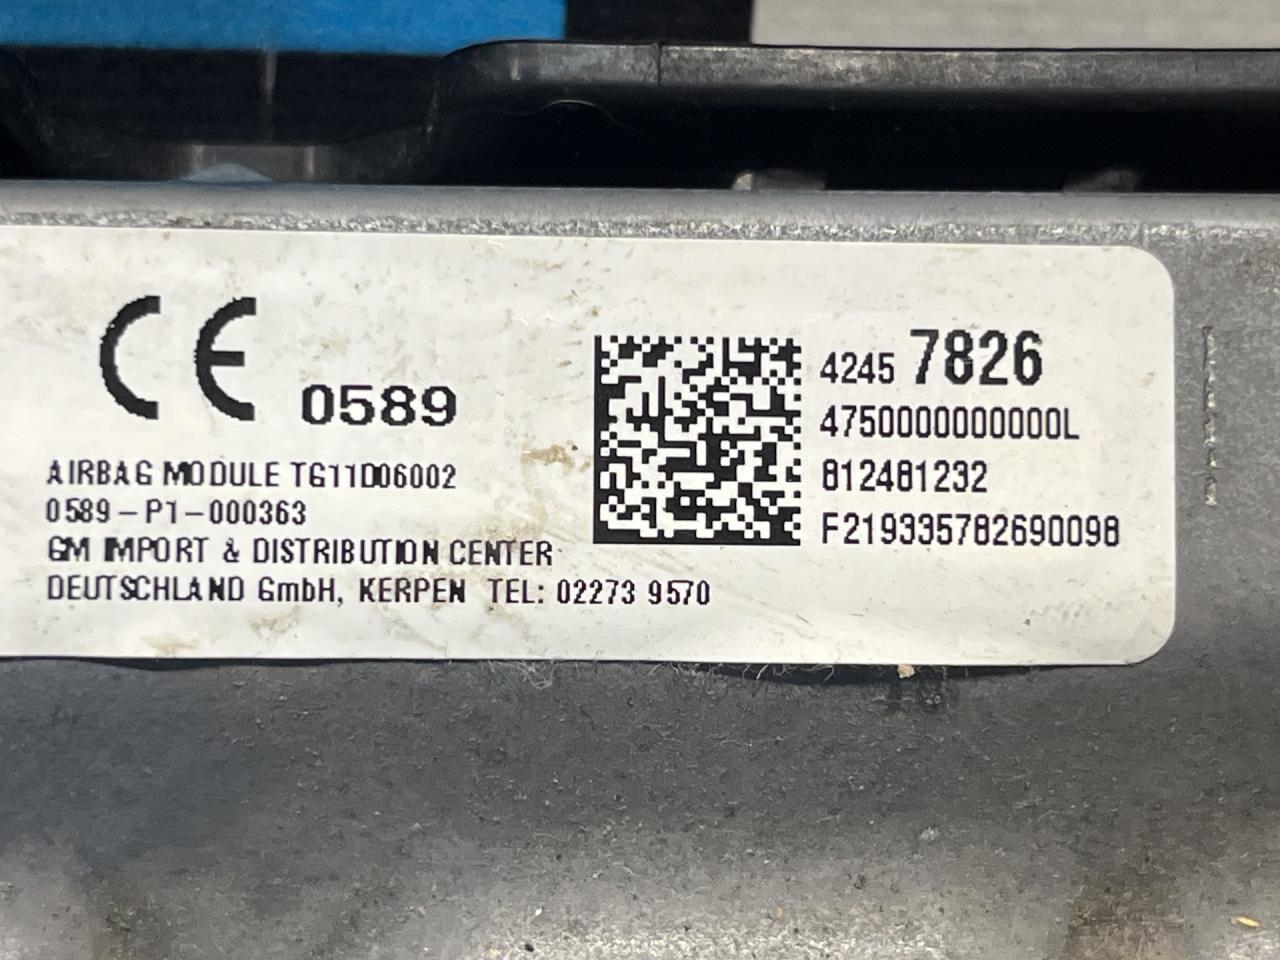 CE 0589
AIRBAG MODULE TG11D06002
0589-P1-000363
GM IMPORT & DISTRIBUTION CENTER
DEUTSCHLAND GmbH, KERPEN TEL: 02273 9570
4245 7826
4750000000000L
812481232
F219335782690098